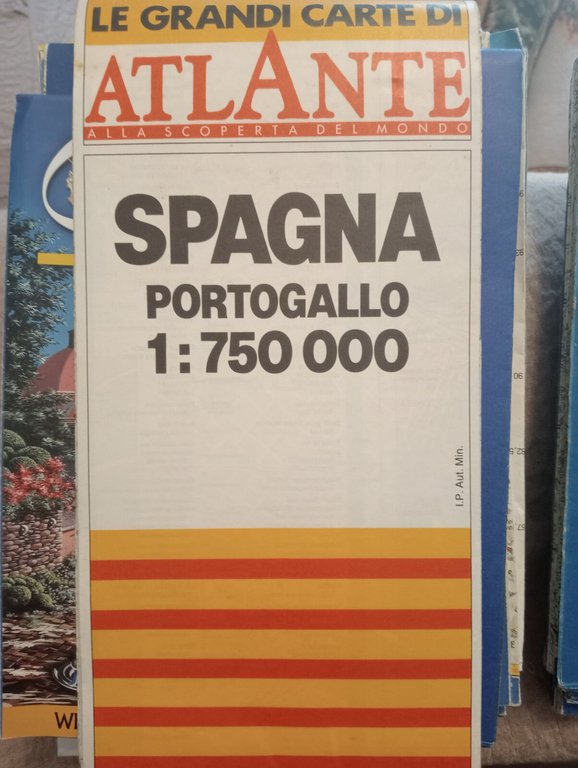 LE GRANDI CARTE DI
ATLANTE
ALLA SCOPERTA DEL MONDO
SPAGNA
PORTOGALLO
1:750 000
I.P. Aut. Min.